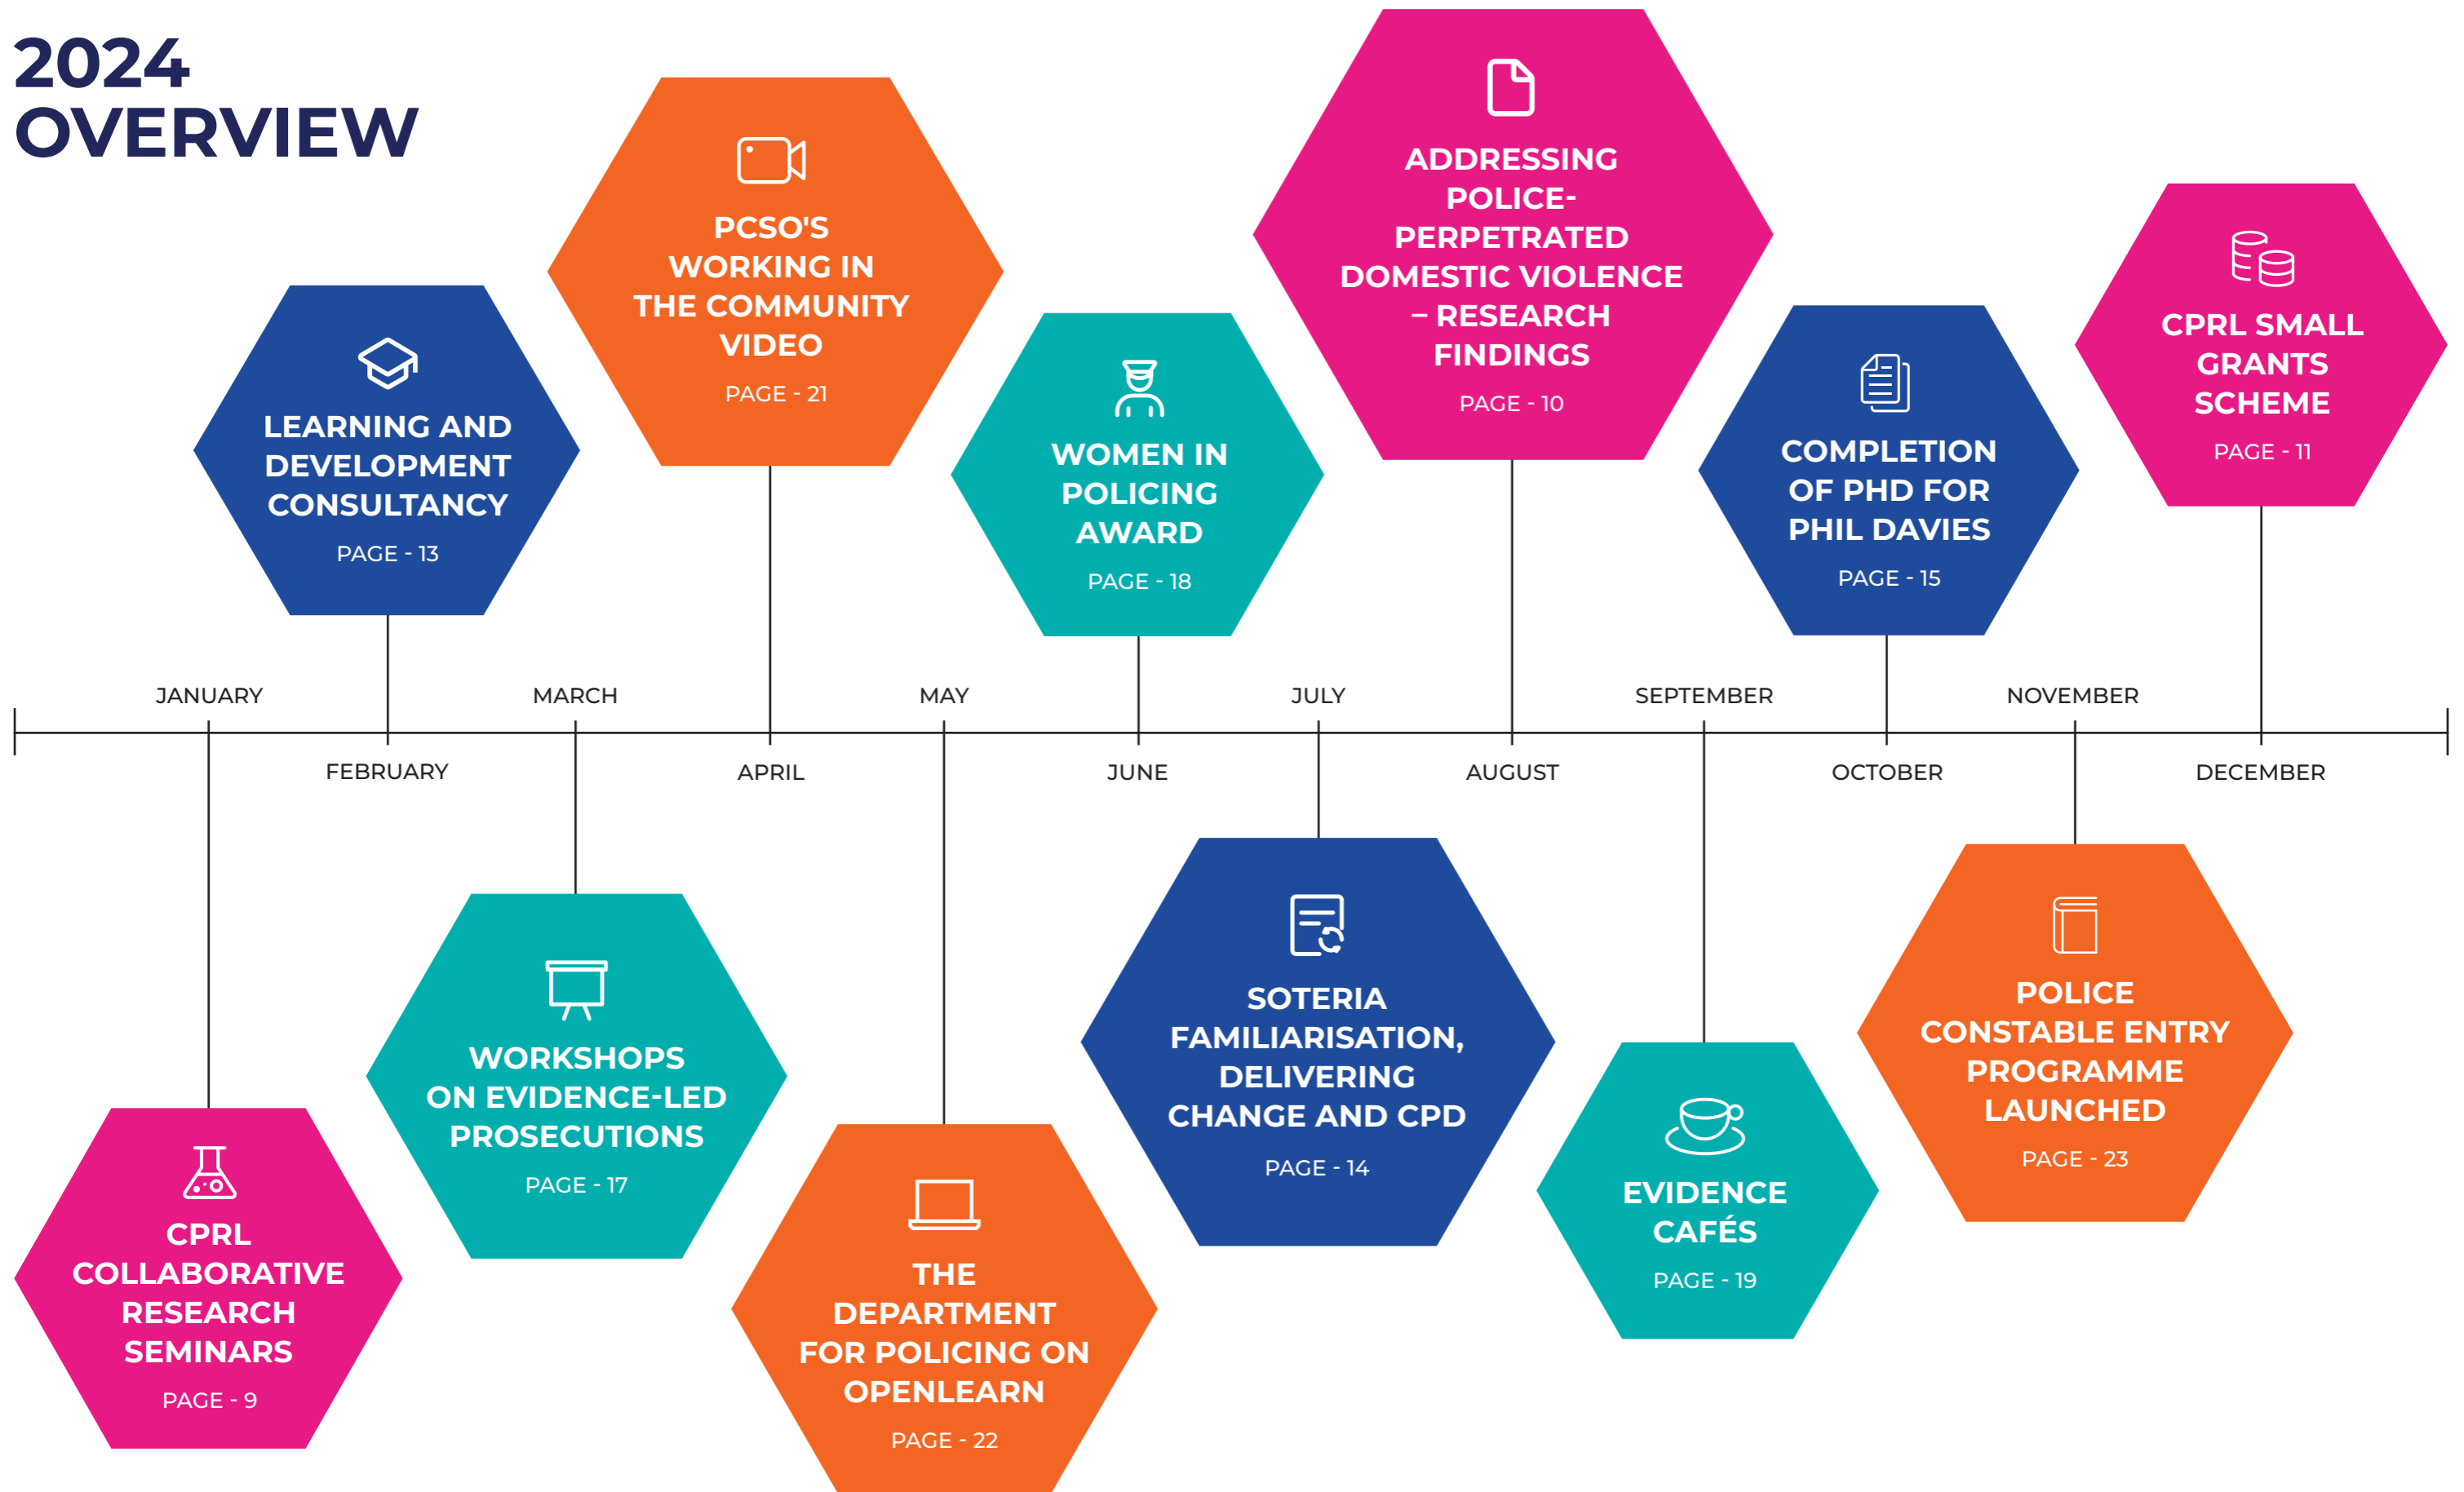 2024
OVERVIEW
LEARNING AND
DEVELOPMENT
CONSULTANCY
PAGE - 13
PCSO'S
WORKING IN
THE COMMUNITY
VIDEO
PAGE - 21
WOMEN IN
POLICING
AWARD
PAGE - 18
ADDRESSING
POLICE-
PERPETRATED
DOMESTIC VIOLENCE
– RESEARCH
FINDINGS
PAGE - 10
COMPLETION
OF PHD FOR
PHIL DAVIES
PAGE - 15
CPRL SMALL
GRANTS
SCHEME
PAGE - 11
JANUARY
FEBRUARY
MARCH
APRIL
MAY
JUNE
JULY
AUGUST
SEPTEMBER
OCTOBER
NOVEMBER
DECEMBER
CPRL
COLLABORATIVE
RESEARCH
SEMINARS
PAGE - 9
WORKSHOPS
ON EVIDENCE-LED
PROSECUTIONS
PAGE - 17
THE
DEPARTMENT
FOR POLICING ON
OPENLEARN
PAGE - 22
SOTERIA
FAMILIARISATION,
DELIVERING
CHANGE AND CPD
PAGE - 14
EVIDENCE
CAFÉS
PAGE - 19
POLICE
CONSTABLE ENTRY
PROGRAMME
LAUNCHED
PAGE - 23